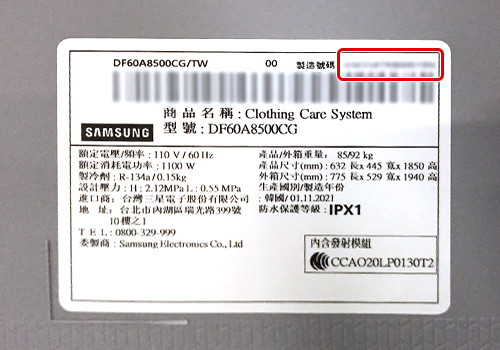 DF60A8500CG/TW 00 製造號碼
商品名稱：Clothing Care System
SAMSUNG 型號：DF60A8500CG
額定電壓/頻率：110 V / 60 Hz
額定消耗電功率：1100 W
製冷劑：R-134a / 0.15kg
設計壓力：H : 2.12MPa L : 0.55 MPa
進口商：台灣三星電子股份有限公司
地址：台北市內湖區瑞光路399號
10樓之1
T E L : 0800-329-999
委製商：Samsung Electronics Co., Ltd
產品/外箱重量：85/92 kg
產品尺寸(mm)：632 長x 445 寬x 1850 高
外箱尺寸(mm)：775 長x 529 寬x 1940 高
生產國別/製造年份
：韓國/ 01.11.2021
防水保護等級：IPX1
內含發射模組
CCAO20LP0130T2